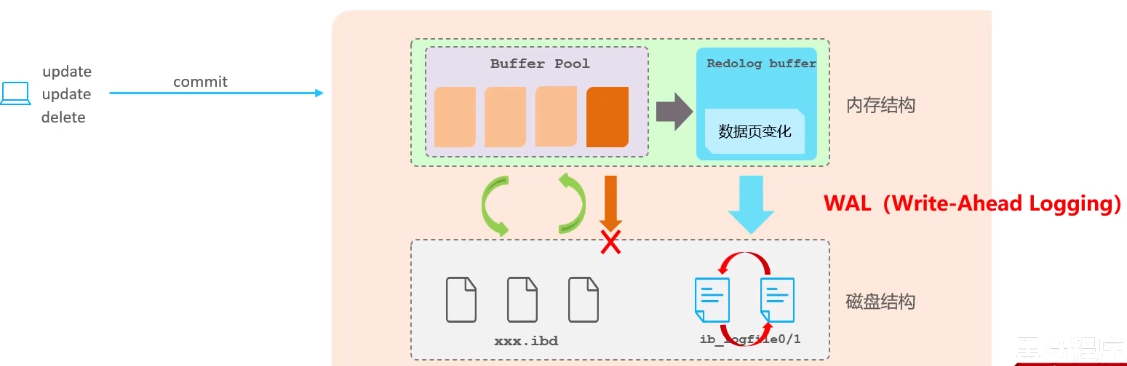 update
update
delete
commit
Buffer Pool
Redolog buffer
数据页变化
内存结构
WAL（Write-Ahead Logging）
xxx.ibd
ib_logfile0/1
磁盘结构